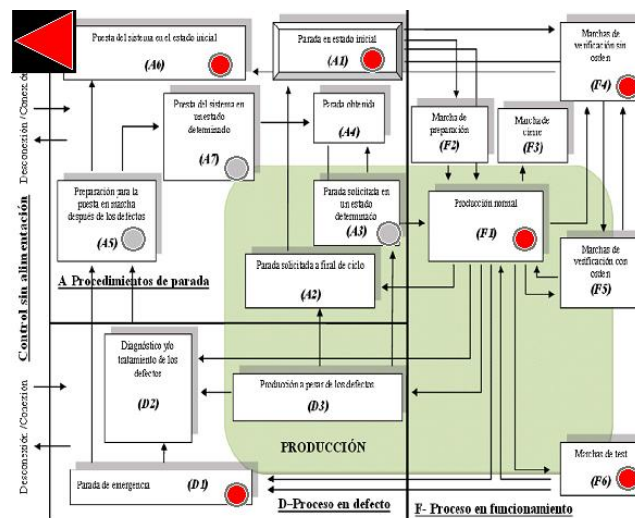 Puesta del sistema en el estado inicial
(A6)
Parada en estado inicial
(A1)
Marchas de
verificación sin
orden
(F4)
Puesta del sistema en
un estado
determinado
(A7)
Parada obtenida
(A4)
Marcha de
preparación
(F2)
Marcha de
cierre
(F3)
Preparación para la
puesta en marcha
después de los defectos
(A5)
Parada solicitada en
un estado determinado
(A3)
Producción normal
(F1)
Parada solicitada a final de ciclo
(A2)
Marchas de
verificación con
orden
(F5)
A Procedimientos de parada
Desconexión /Conexión
Control sin alimentación
Desconexión /Conexión
Diagnóstico y/o
tratamiento de los
defectos
(D2)
Producción a pesar de los defectos
(D3)
PRODUCCIÓN
Parada de emergencia (D1)
Marchas de test
(F6)
D–Proceso en defecto
F- Proceso en funcionamiento